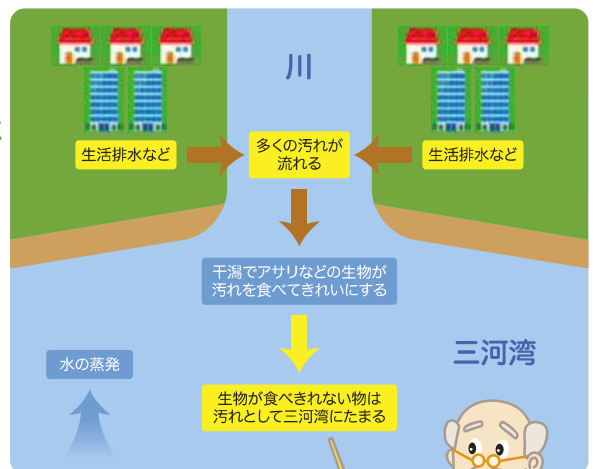 川
生活排水など
多くの汚れが
流れる
生活排水など
干潟でアサリなどの生物が
汚れを食べてきれいにする
三河湾
水の蒸発
生物が食べきれない物は
汚れとして三河湾にたまる